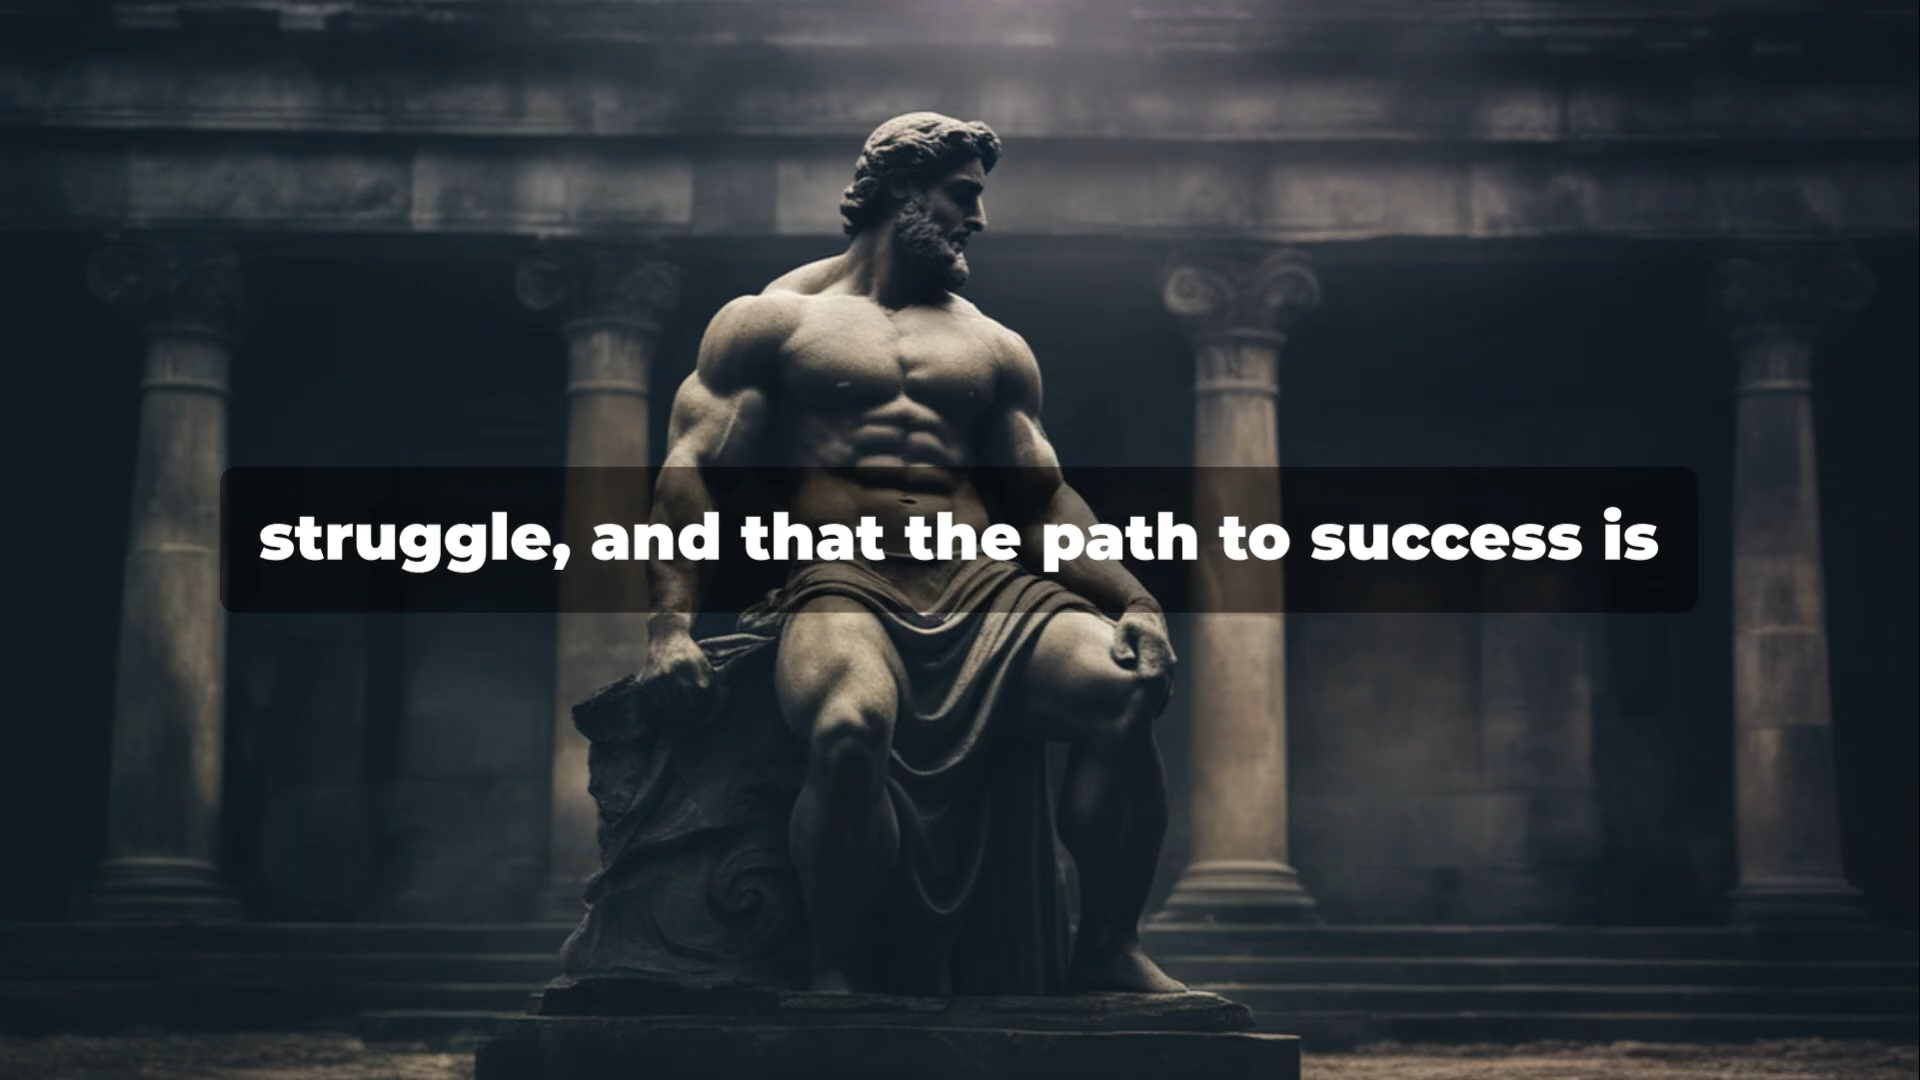 struggle, and that the path to success is